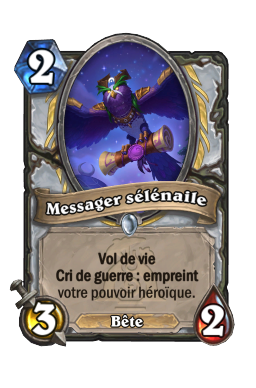 2
Messager sélénaile
Vol de vie
Cri de guerre : empreint
votre pouvoir héroïque.
3
Bête
2